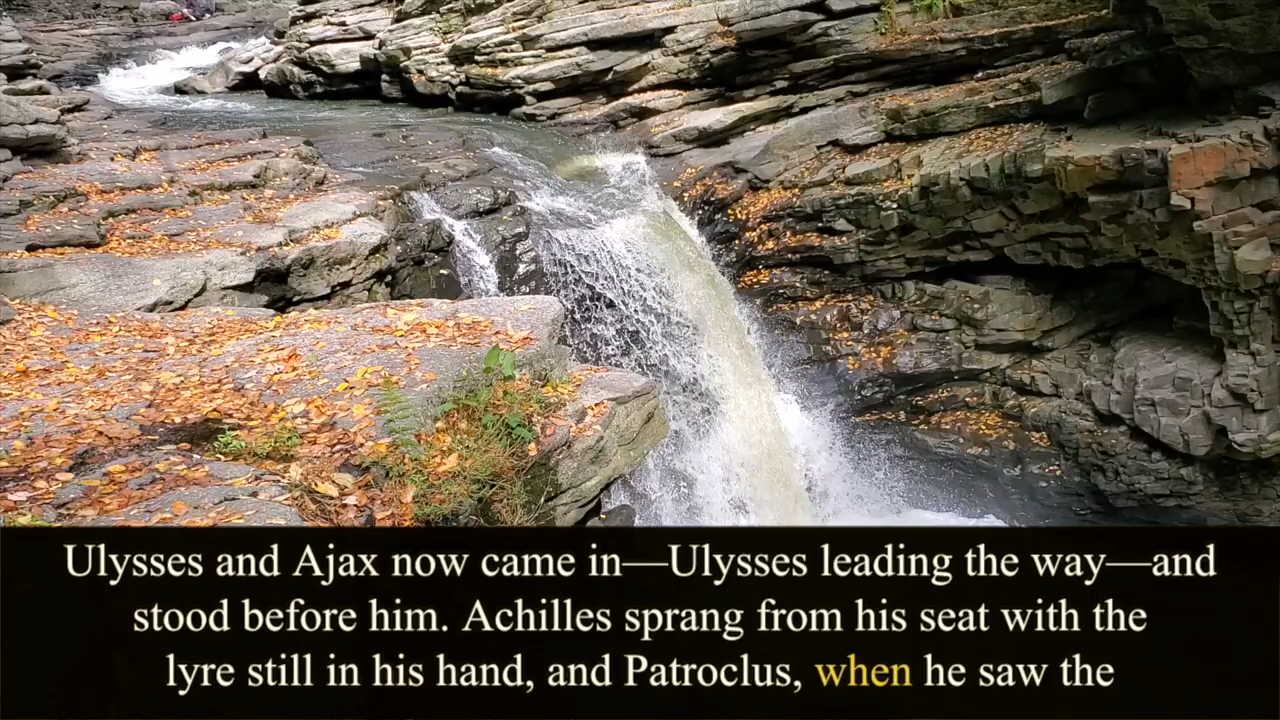 Ulysses and Ajax now came in—Ulysses leading the way—and
stood before him. Achilles sprang from his seat with the
lyre still in his hand, and Patroclus, when he saw the